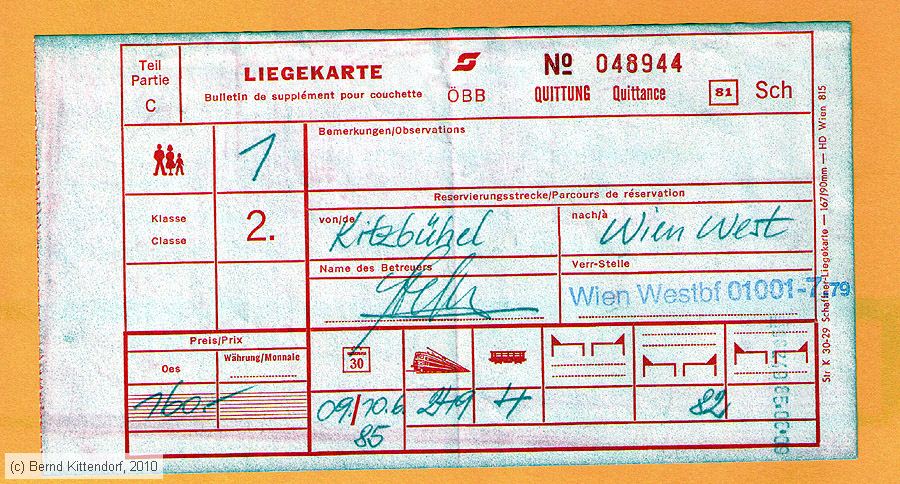 Teil
Partie
C
LIEGEKARTE
Bulletin de supplément pour couchette
ÖBB
Nº 048944
QUITTUNG Quittance
81 Sch
1
Bemerkungen/Observations
Klasse
Classe
2.
Reservierungsstrecke/Parcours de réservation
von/de
Kitzbühel
nach/à
Wien West
Name des Betreuers
Verr-Stelle
Wien Westbf 01001-7 79
Preis/Prix
Oes
Währung/Monnaie
160.-
30
09./10.6.
85
4
82
Str K 30-29 Schaffner-Liegekarte — 167/90mm — HD Wien 815
(c) Bernd Kittendorf, 2010